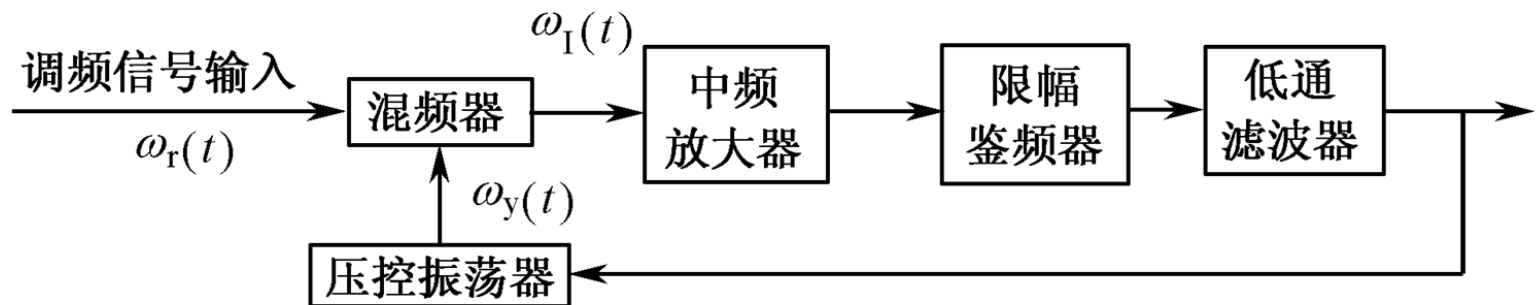 ω_I(t)
调频信号输入
ω_r(t)
混频器
中频
放大器
限幅
鉴频器
低通
滤波器
ω_y(t)
压控振荡器